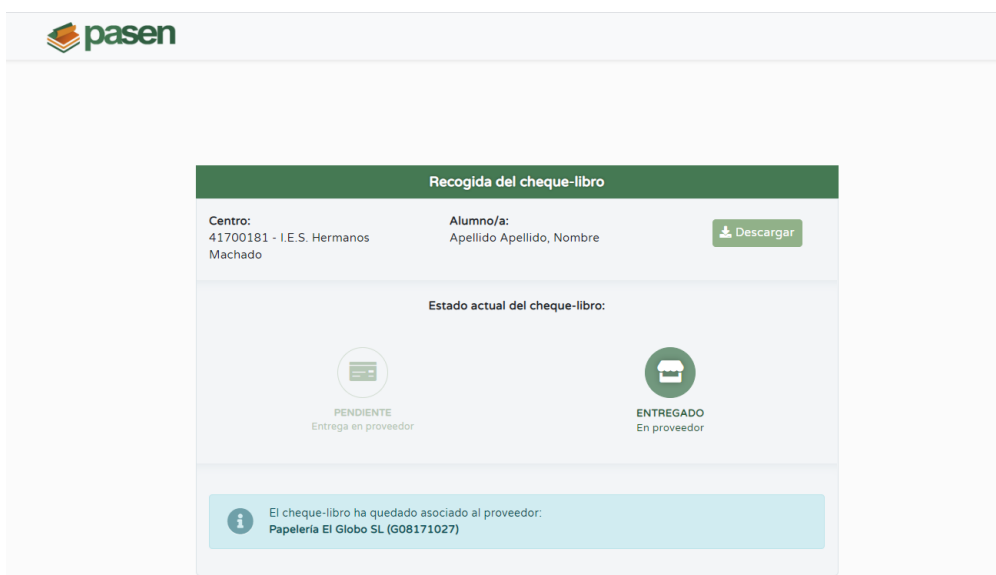 pasen
Recogida del cheque-libro
Centro:
41700181 - I.E.S. Hermanos
Machado
Alumno/a:
Apellido Apellido, Nombre
Descargar
Estado actual del cheque-libro:
PENDIENTE
Entrega en proveedor
ENTREGADO
En proveedor
El cheque-libro ha quedado asociado al proveedor:
Papelería El Globo SL (G08171027)